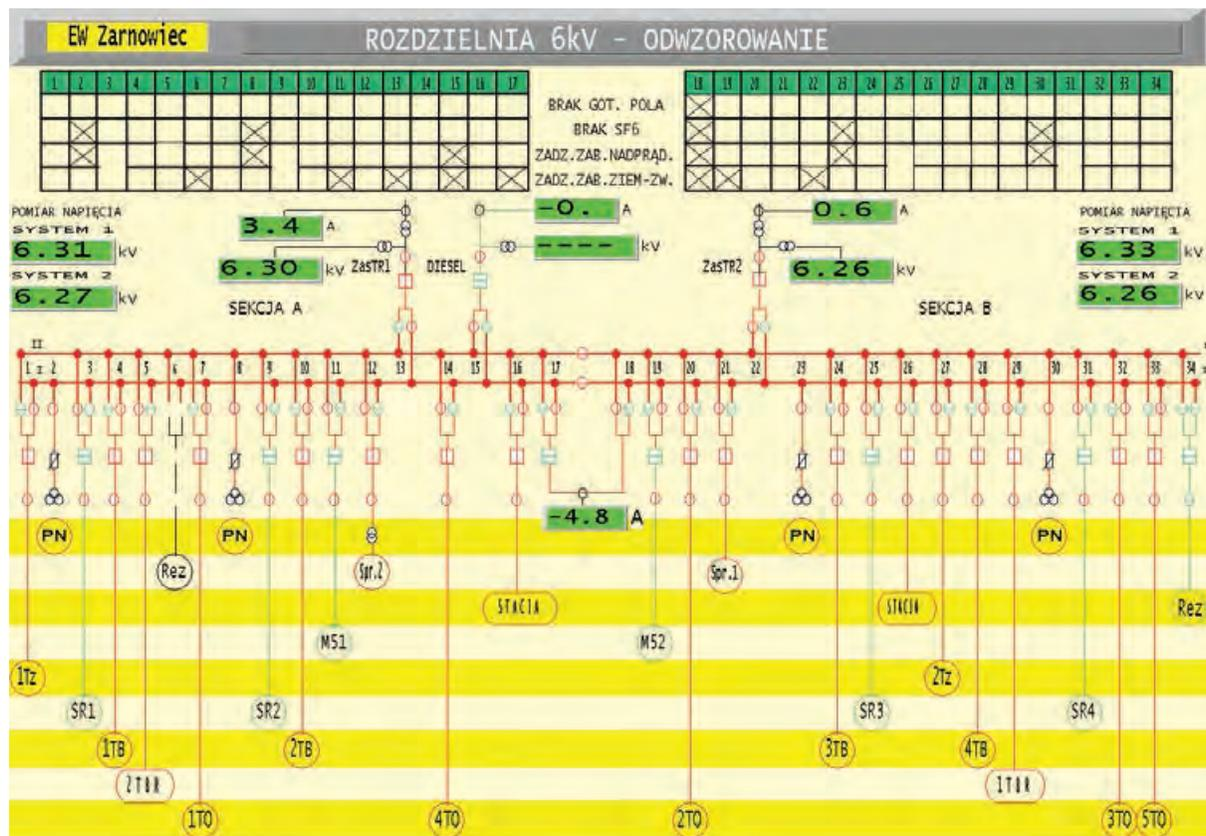 EW Zarnowiec
ROZDZIELNIA 6kV - ODWZOROWANIE
1 2 3 4 5 6 7 8 9 10 11 12 13 14 15 16 17
18 19 20 21 22 23 24 25 26 27 28 29 30 31 32 33 34
BRAK GOT. POLA
BRAK SF6
ZADZ.ZAB.NADPRĄD.
ZADZ.ZAB.ZIEM-ZW.
POMIAR NAPIĘCIA
SYSTEM 1
6.31 kV
SYSTEM 2
6.27 kV
3.4 A
6.30 kV
ZasTR1
DIESEL
-0. A
---- kV
ZasTR2
0.6 A
6.26 kV
POMIAR NAPIĘCIA
SYSTEM 1
6.33 kV
SYSTEM 2
6.26 kV
SEKCJA A
SEKCJA B
II
1 I 2 3 4 5 6 7 8 9 10 11 12 13 14 15 16 17 18 19 20 21 22 23 24 25 26 27 28 29 30 31 32 33 34
-4.8 A
PN PN PN PN
Rez Spr.2 Spr.1
STACJA STACJA Rez
M51 M52
1Tz 2Tz
SR1 SR2 SR3 SR4
1TB 2TB 3TB 4TB
2TOR 1TOR
1TO 4TO 2TO 3TO 5TO